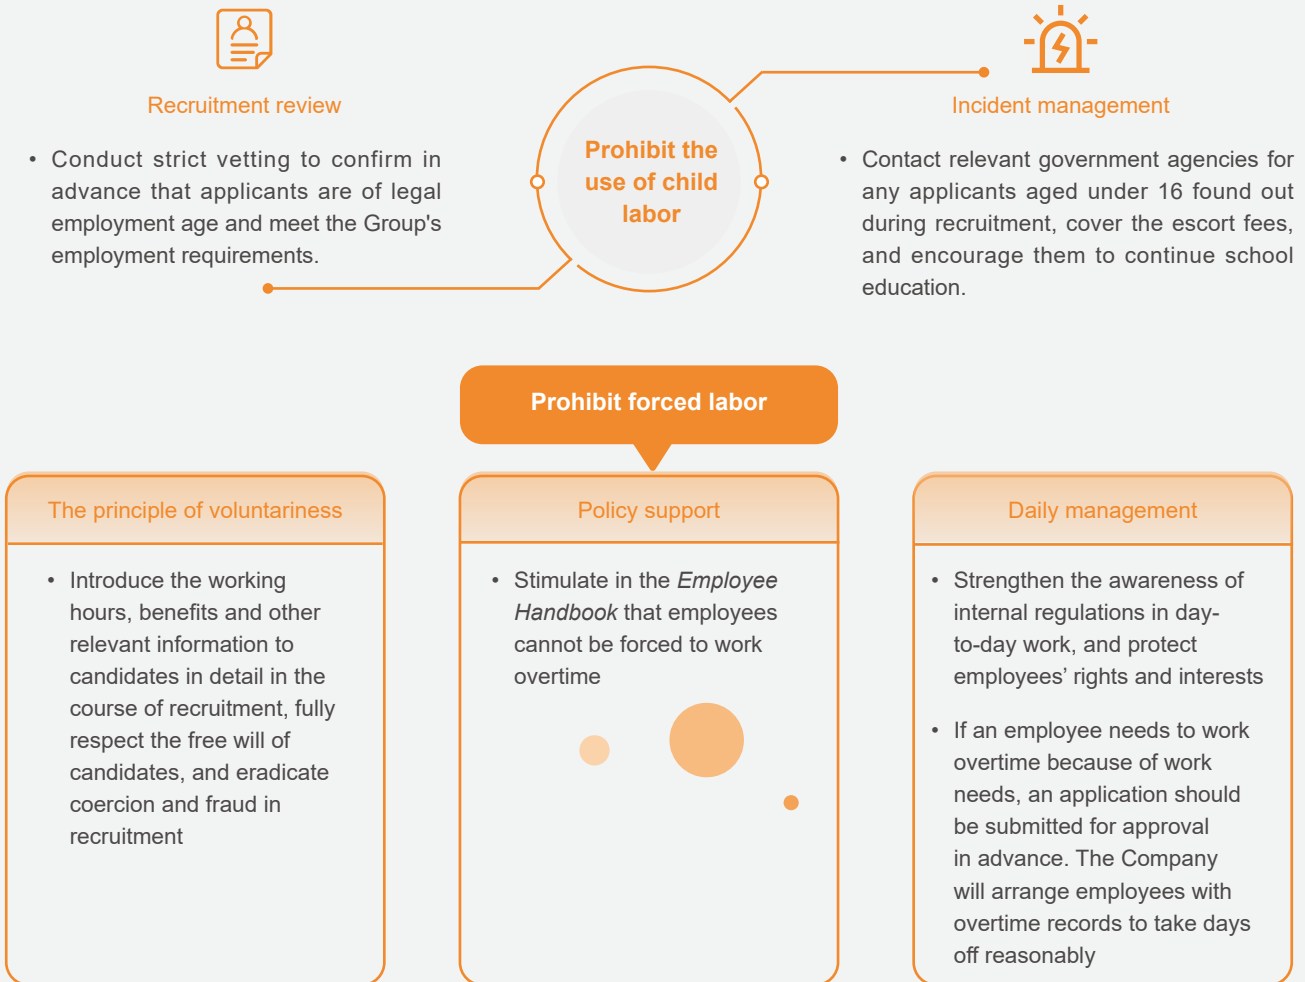 Recruitment review
• Conduct strict vetting to confirm in
advance that applicants are of legal
employment age and meet the Group's
employment requirements.
Prohibit the
use of child
labor
Incident management
• Contact relevant government agencies for
any applicants aged under 16 found out
during recruitment, cover the escort fees,
and encourage them to continue school
education.
Prohibit forced labor
The principle of voluntariness
• Introduce the working
hours, benefits and other
relevant information to
candidates in detail in the
course of recruitment, fully
respect the free will of
candidates, and eradicate
coercion and fraud in
recruitment
Policy support
• Stimulate in the Employee
Handbook that employees
cannot be forced to work
overtime
Daily management
• Strengthen the awareness of
internal regulations in day-
to-day work, and protect
employees’ rights and interests
• If an employee needs to work
overtime because of work
needs, an application should
be submitted for approval
in advance. The Company
will arrange employees with
overtime records to take days
off reasonably